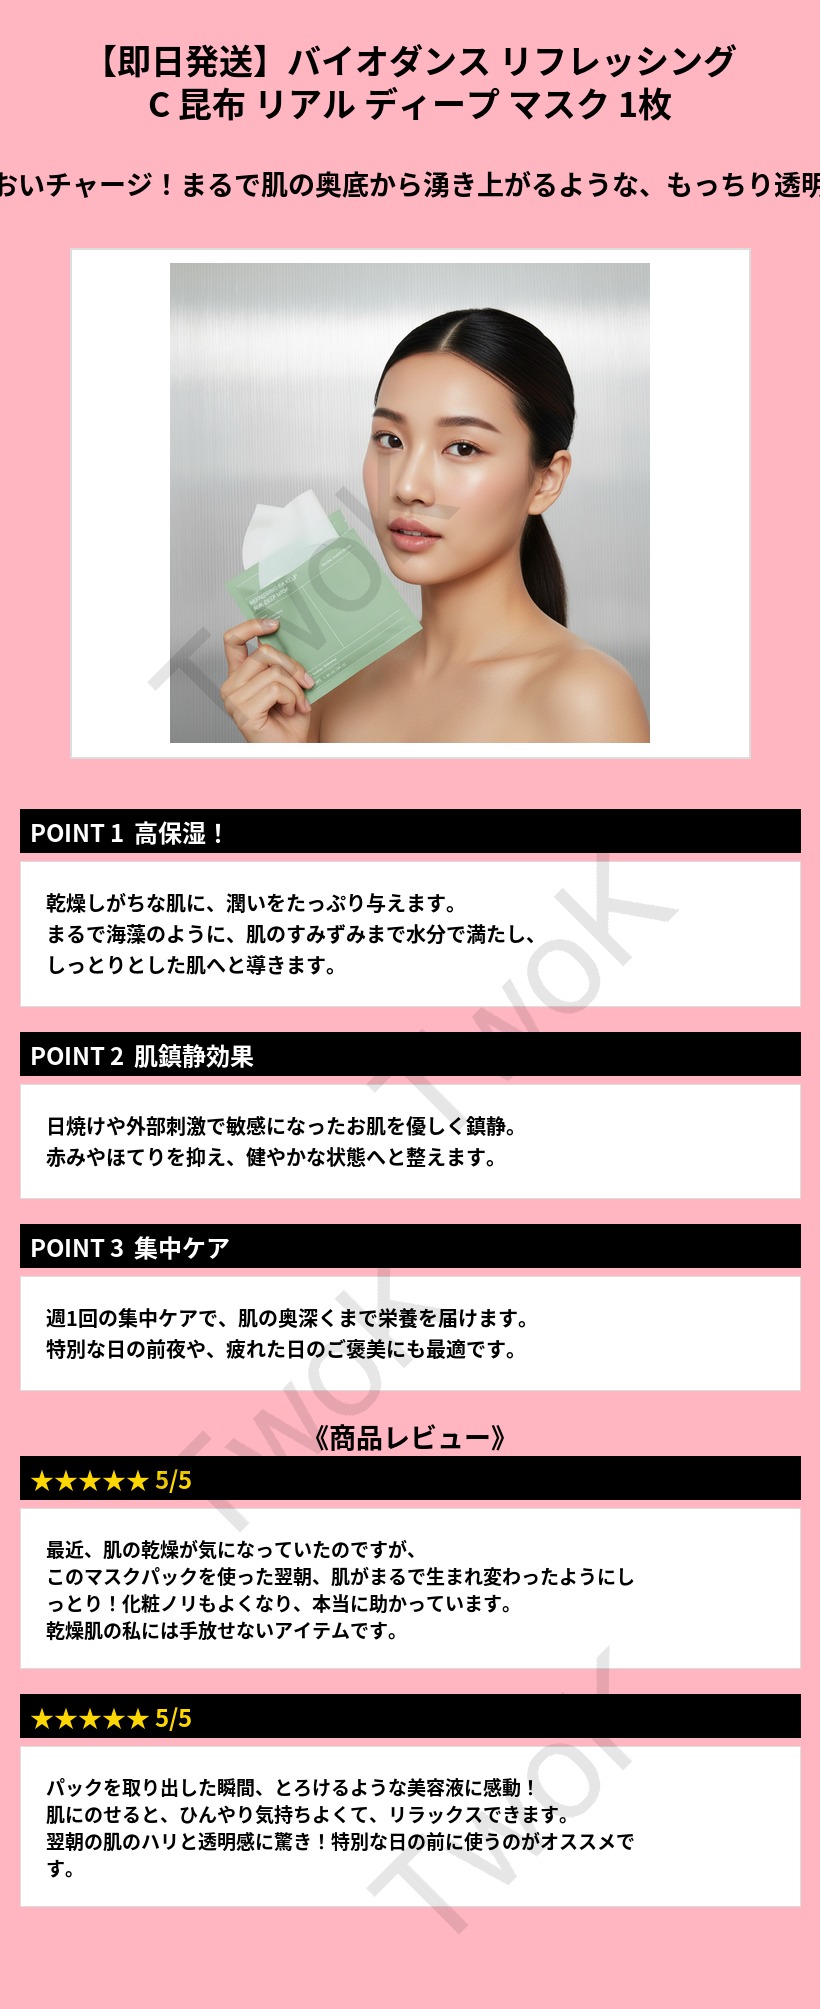 【即日発送】バイオダンス リフレッシング
C 昆布 リアル ディープ マスク 1枚
おいチャージ！まるで肌の奥底から湧き上がるような、もっちり透明
TwoK
POINT 1 高保湿！
乾燥しがちな肌に、潤いをたっぷり与えます。
まるで海藻のように、肌のすみずみまで水分で満たし、
しっとりとした肌へと導きます。
TwoK
POINT 2 肌鎮静効果
日焼けや外部刺激で敏感になったお肌を優しく鎮静。
赤みやほてりを抑え、健やかな状態へと整えます。
POINT 3 集中ケア
週1回の集中ケアで、肌の奥深くまで栄養を届けます。
特別な日の前夜や、疲れた日のご褒美にも最適です。
TwoK
《商品レビュー》
★★★★★ 5/5
最近、肌の乾燥が気になっていたのですが、
このマスクパックを使った翌朝、肌がまるで生まれ変わったようにし
っとり！化粧ノリもよくなり、本当に助かっています。
乾燥肌の私には手放せないアイテムです。
★★★★★ 5/5
パックを取り出した瞬間、とろけるような美容液に感動！
肌にのせると、ひんやり気持ちよくて、リラックスできます。
翌朝の肌のハリと透明感に驚き！特別な日の前に使うのがオススメで
す。
TwoK